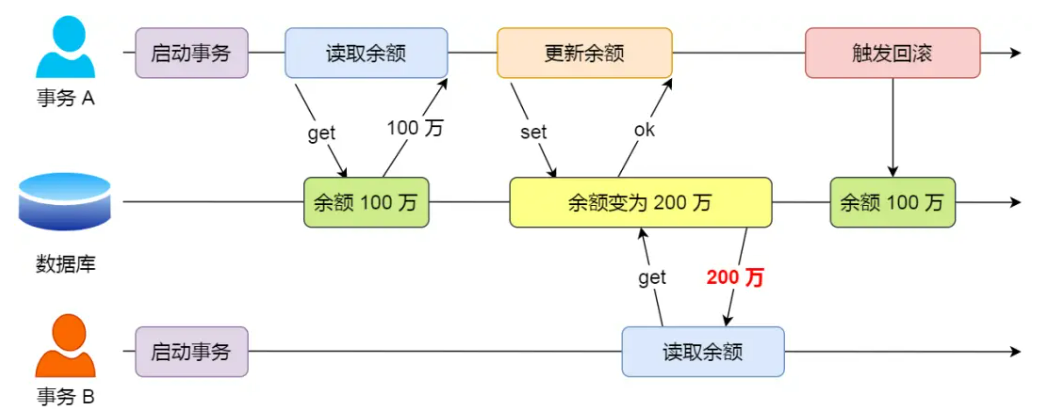 启动事务
读取余额
更新余额
触发回滚
事务 A
get
100 万
set
ok
余额 100 万
余额变为 200 万
余额 100 万
数据库
get
200 万
启动事务
读取余额
事务 B